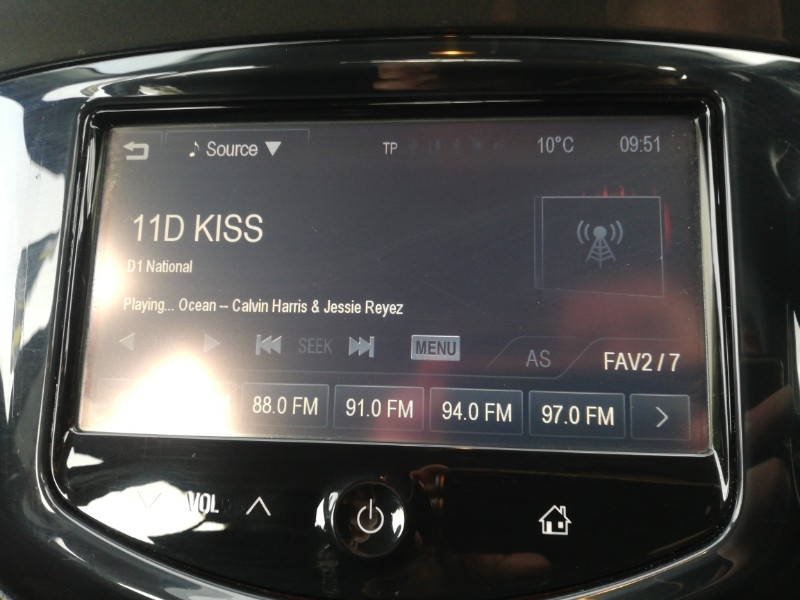 Source TP 10°C 09:51
11D KISS
D1 National
Playing... Ocean – Calvin Harris & Jessie Reyez
SEEK MENU AS FAV2 / 7
88.0 FM 91.0 FM 94.0 FM 97.0 FM
VOL